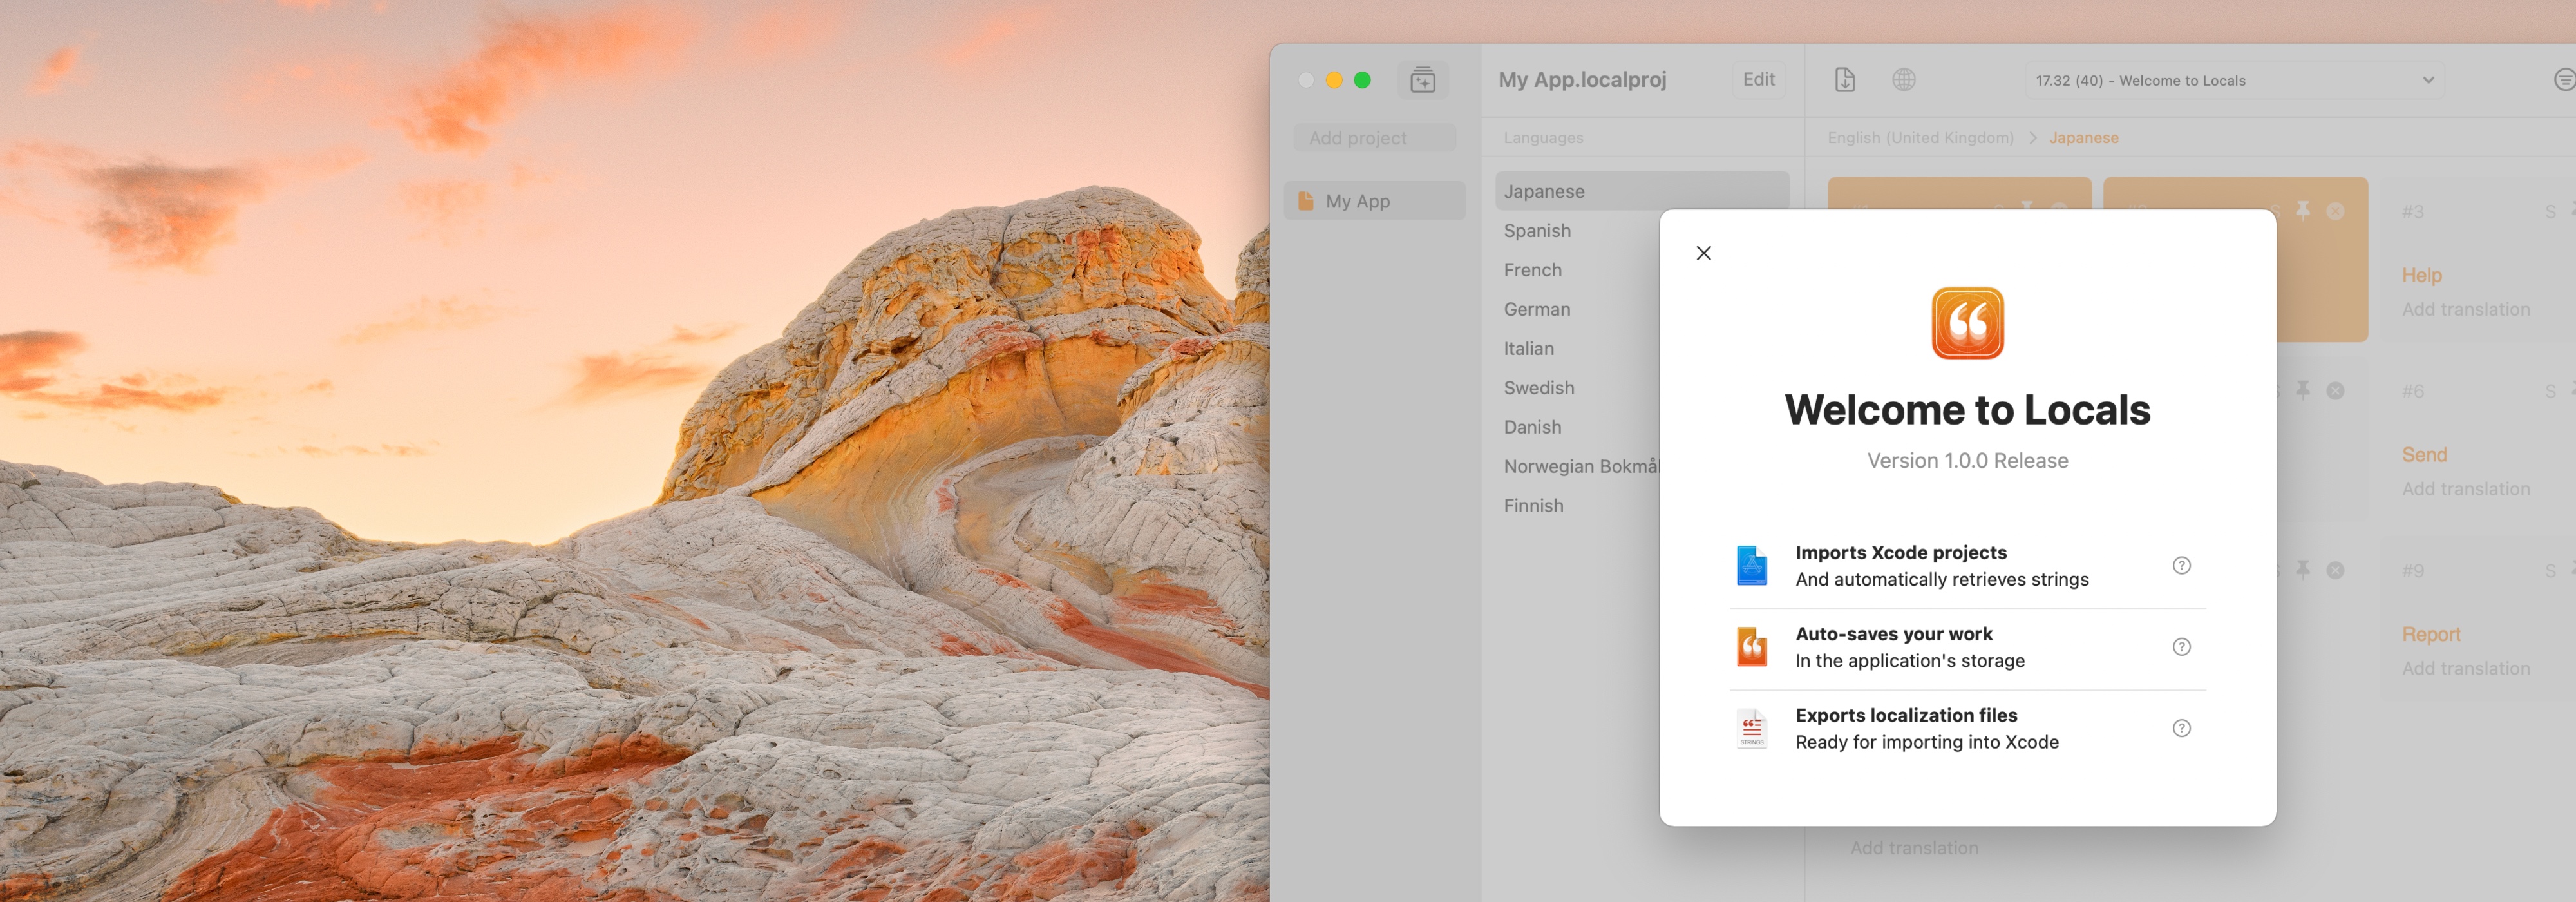 My App.localproj
Edit
17.32 (40) - Welcome to Locals
Add project
Languages
English (United Kingdom)
Japanese
My App
Japanese
Spanish
French
German
Italian
Swedish
Danish
Norwegian Bokmål
Finnish
#3
S
Help
Add translation
#6
S
Send
Add translation
#9
S
Report
Add translation
Add translation
Welcome to Locals
Version 1.0.0 Release
Imports Xcode projects
And automatically retrieves strings
Auto-saves your work
In the application's storage
STRINGS
Exports localization files
Ready for importing into Xcode